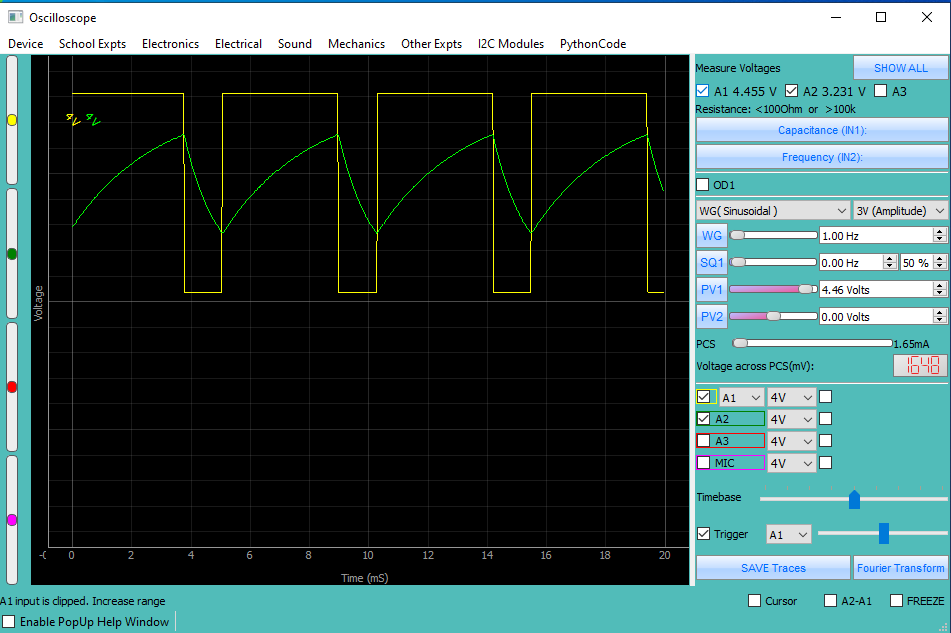 Oscilloscope
Device School Expts Electronics Electrical Sound Mechanics Other Expts I2C Modules PythonCode
Measure Voltages SHOW ALL
A1 4.455 V A2 3.231 V A3
Resistance: <100Ohm or >100k
Capacitance (IN1):
Frequency (IN2):
OD1
WG( Sinusoidal ) 3V (Amplitude)
WG 1.00 Hz
SQ1 0.00 Hz 50 %
PV1 4.46 Volts
PV2 0.00 Volts
PCS 1.65mA
Voltage across PCS(mV): 1648
A1 4V
A2 4V
A3 4V
MIC 4V
Timebase
Trigger A1
SAVE Traces Fourier Transform
Voltage
-0 0 2 4 6 8 10 12 14 16 18 20
Time (mS)
A1 input is clipped. Increase range
Cursor A2-A1 FREEZE
Enable PopUp Help Window